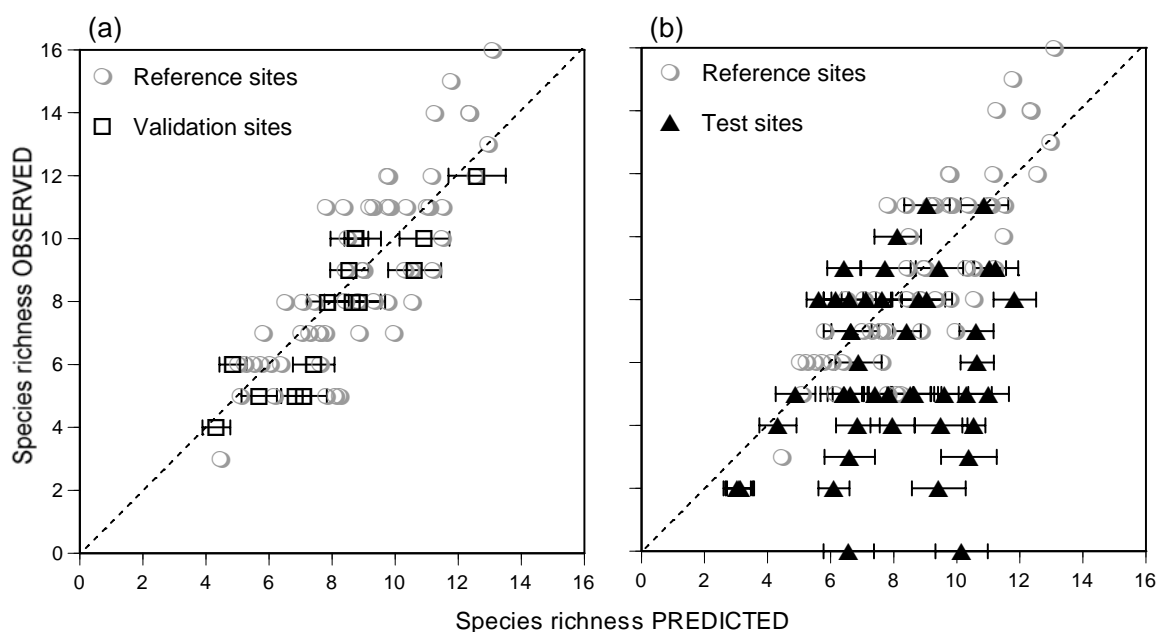 (a)
(b)
Reference sites
Validation sites
Reference sites
Test sites
Species richness OBSERVED
16
14
12
10
8
6
4
2
0
0 2 4 6 8 10 12 14 16
0 2 4 6 8 10 12 14 16
Species richness PREDICTED